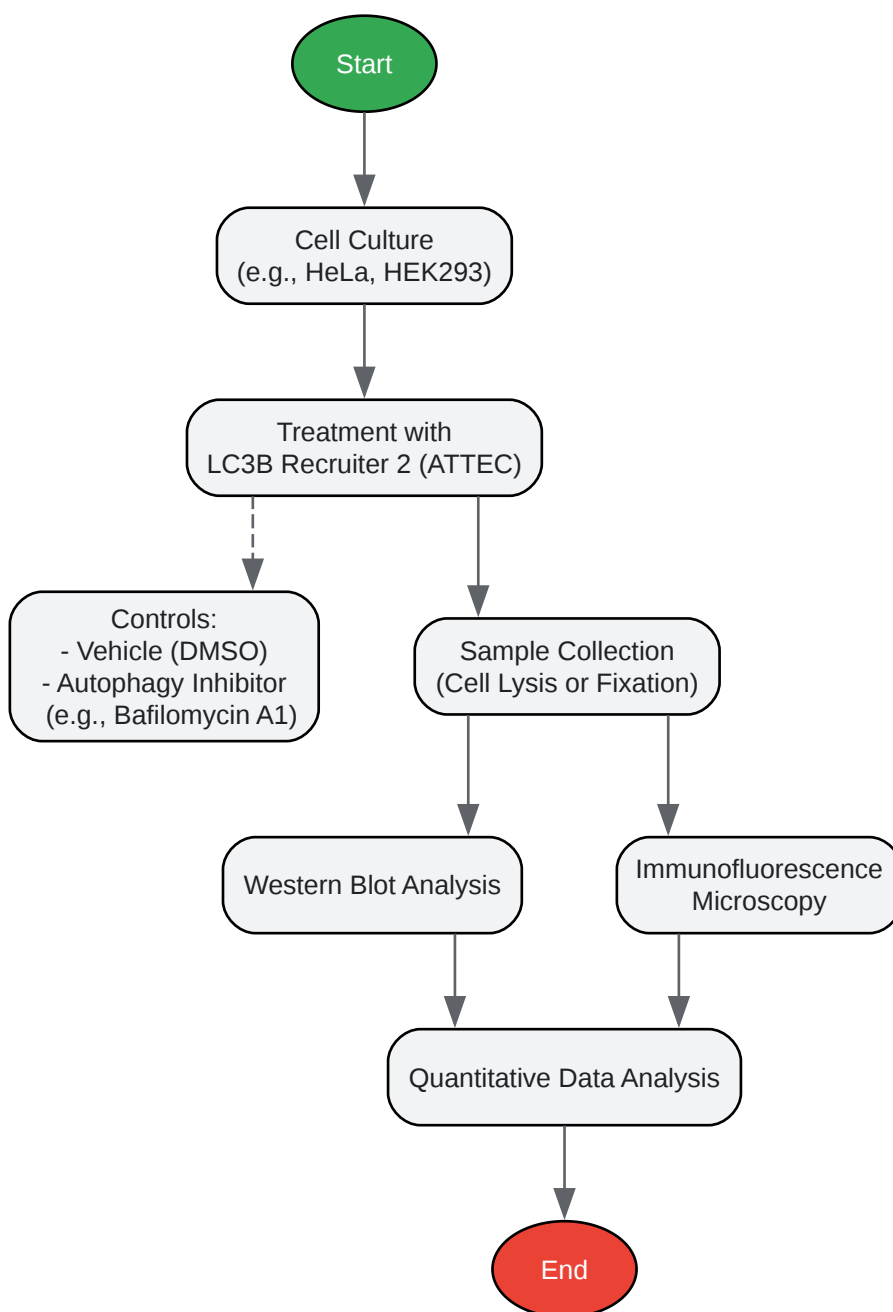 Start
Cell Culture
(e.g., HeLa, HEK293)
Treatment with
LC3B Recruiter 2 (ATTEC)
Controls:
- Vehicle (DMSO)
- Autophagy Inhibitor
(e.g., Bafilomycin A1)
Sample Collection
(Cell Lysis or Fixation)
Western Blot Analysis
Immunofluorescence
Microscopy
Quantitative Data Analysis
End